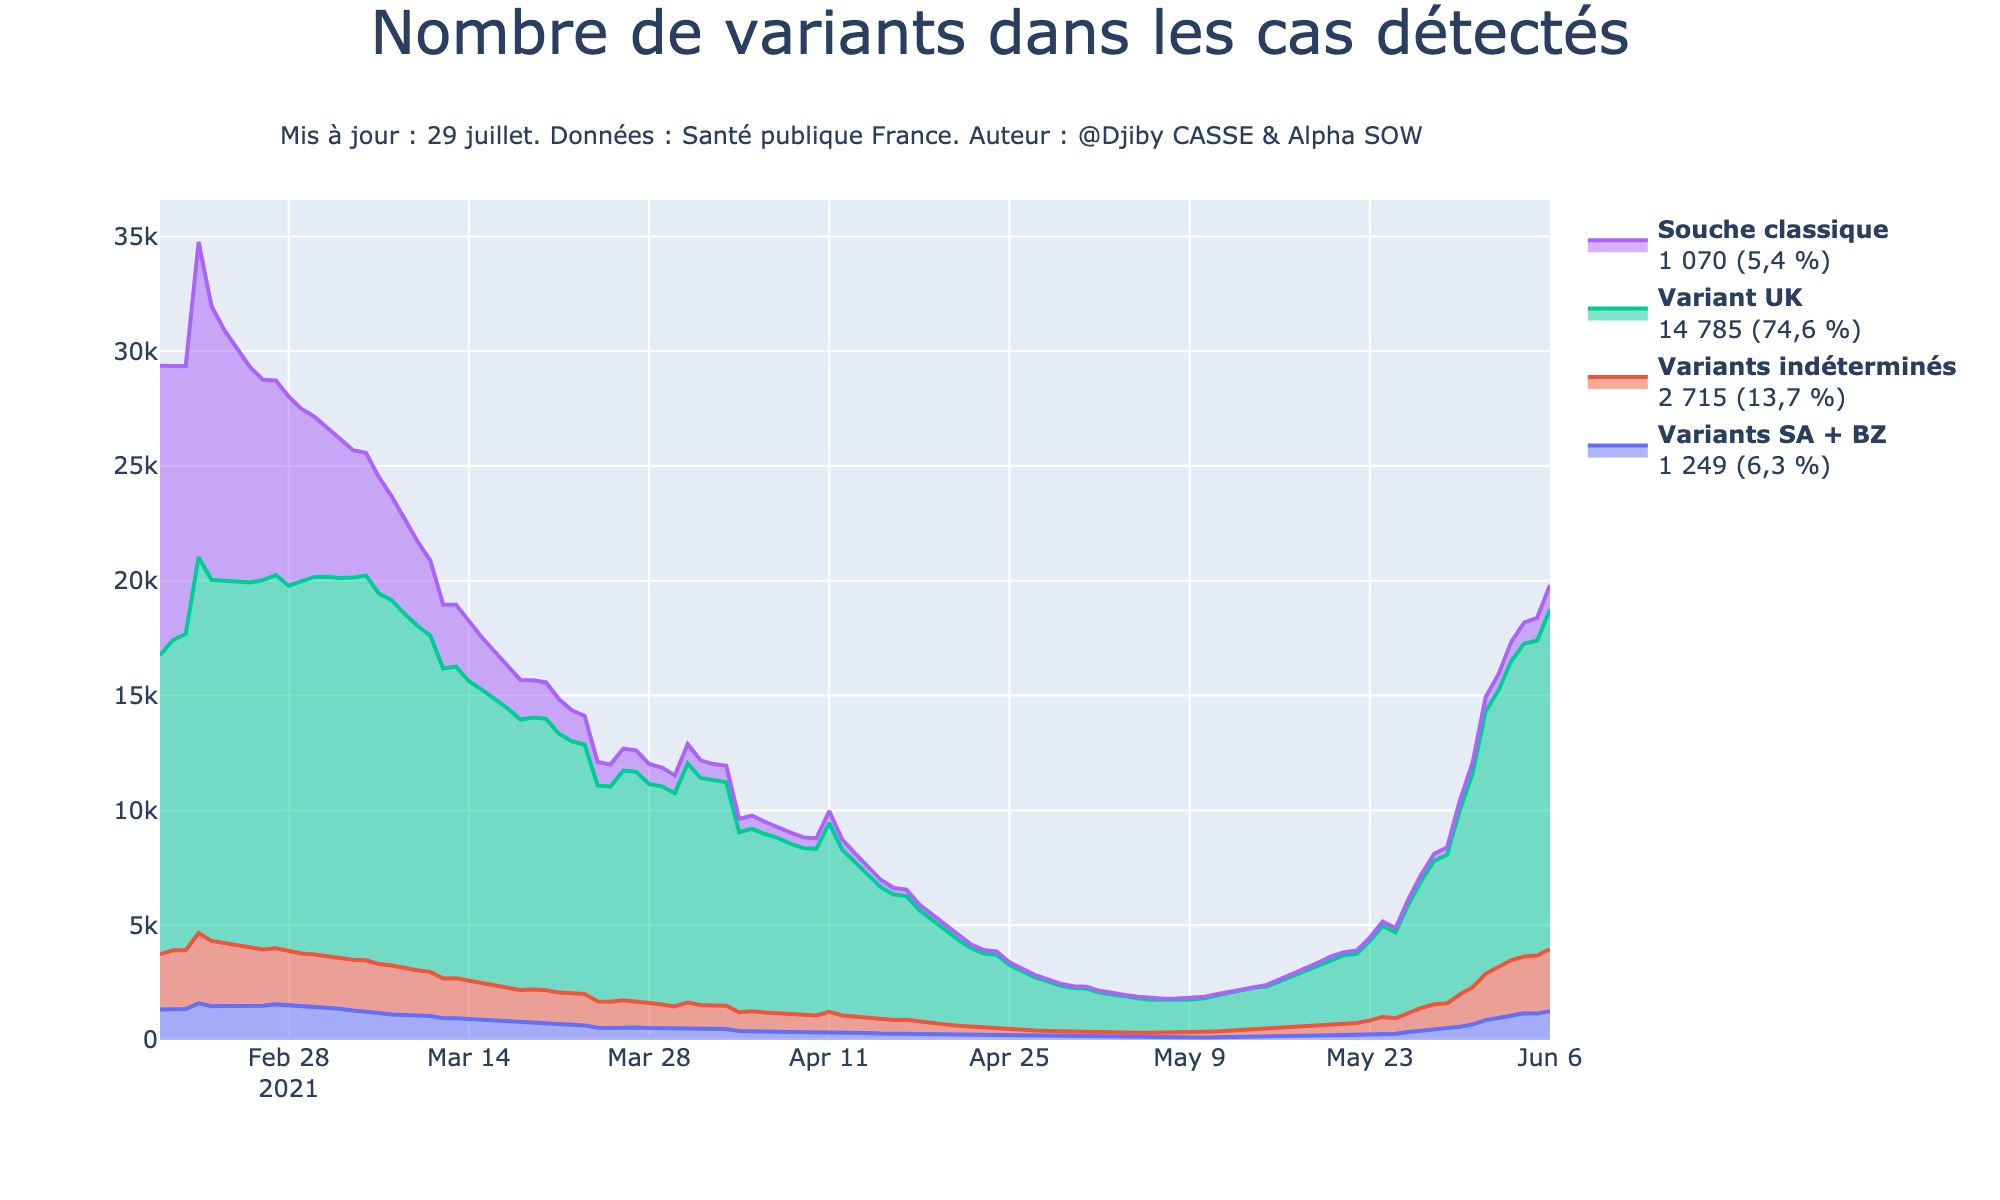 Nombre de variants dans les cas détectés
Mis à jour : 29 juillet. Données : Santé publique France. Auteur : @Djiby CASSE & Alpha SOW
35k
30k
25k
20k
15k
10k
5k
0
Feb 28
2021
Mar 14
Mar 28
Apr 11
Apr 25
May 9
May 23
Jun 6
Souche classique
1 070 (5,4 %)
Variant UK
14 785 (74,6 %)
Variants indéterminés
2 715 (13,7 %)
Variants SA + BZ
1 249 (6,3 %)